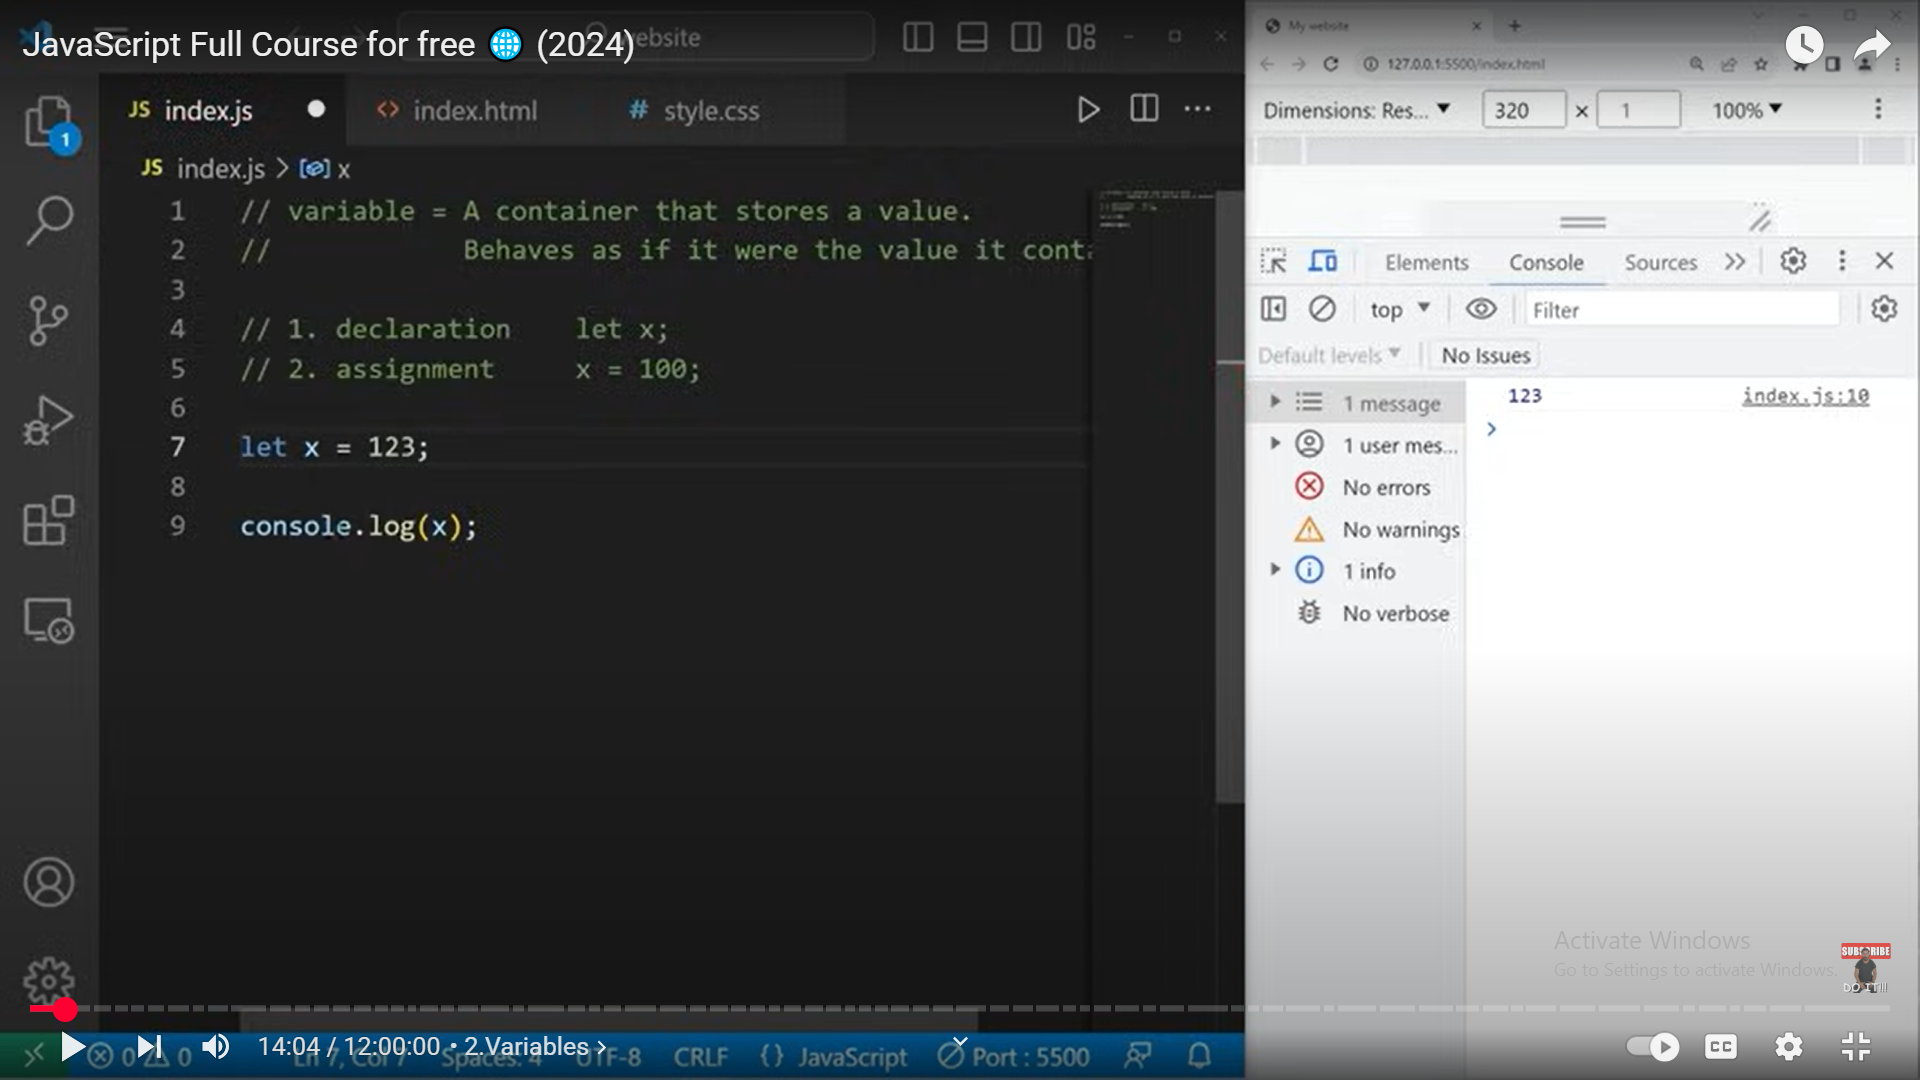 JavaScript Full Course for free 🌐 (2024)
ebsite
My website
127.0.0.1:5500/index.html
JS index.js
<> index.html
# style.css
Dimensions: Res... 320 × 1 100%
1
JS index.js > x
1 // variable = A container that stores a value.
2 // Behaves as if it were the value it conta
3
4 // 1. declaration let x;
5 // 2. assignment x = 100;
6
7 let x = 123;
8
9 console.log(x);
Elements Console Sources
top Filter
Default levels No Issues
1 message
123 index.js:10
1 user mes...
No errors
No warnings
1 info
No verbose
Activate Windows
Go to Settings to activate Windows.
SUBSCRIBE
DO IT!!!
14:04 / 12:00:00 • 2.Variables ›
0 0 Ln 7, Col 7 Spaces: 4 UTF-8 CRLF {} JavaScript Port : 5500
CC